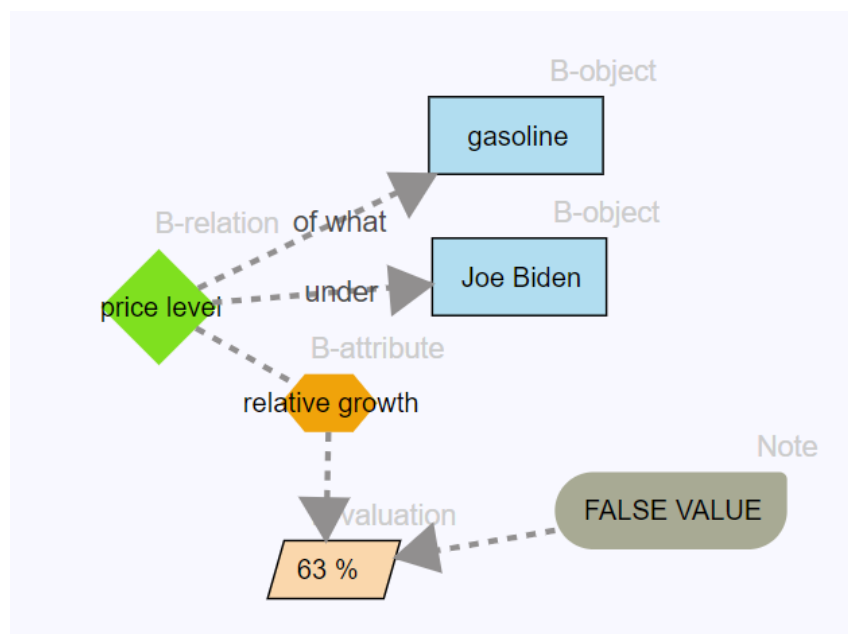 B-object
gasoline
B-relation
of what
B-object
Joe Biden
under
price level
B-attribute
relative growth
Note
valuation
FALSE VALUE
63 %